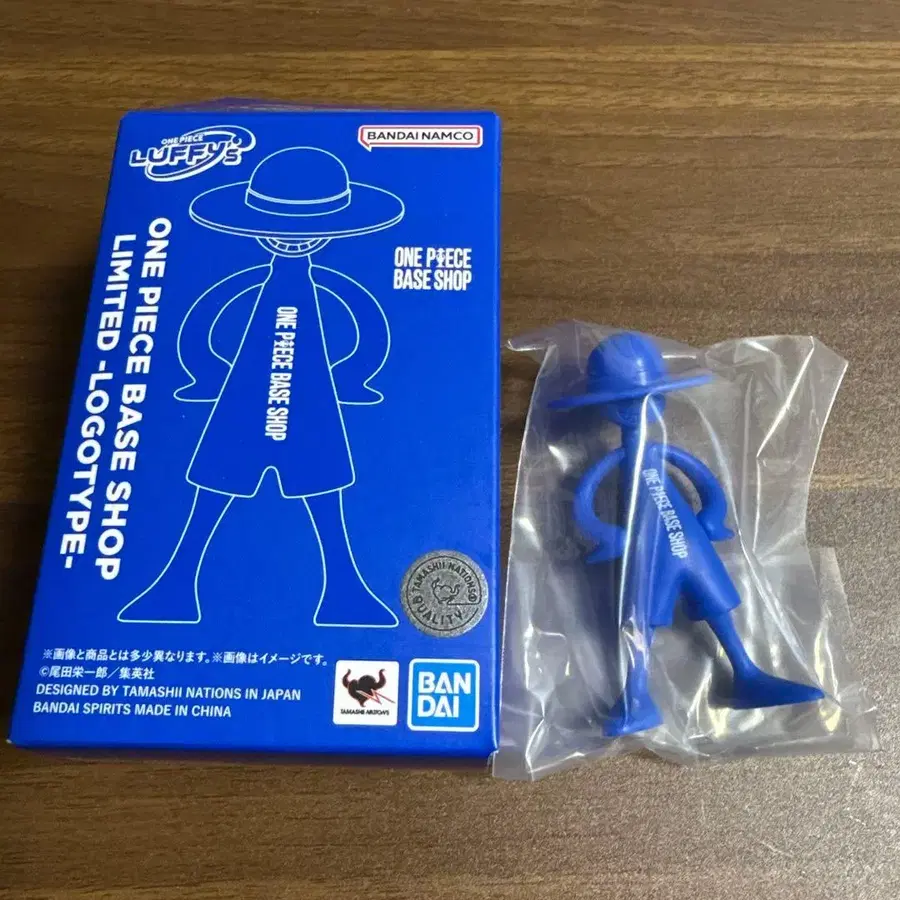 ONE PIECE
LUFFY's
BANDAI NAMCO
ONE PIECE BASE SHOP
LIMITED -LOGOTYPE-
ONE PIECE
BASE SHOP
ONE PIECE BASE SHOP
TAMASHII NATIONS
QUALITY
※画像と商品とは多少異なります。※画像はイメージです。
©尾田栄一郎／集英社
DESIGNED BY TAMASHII NATIONS IN JAPAN
BANDAI SPIRITS MADE IN CHINA
TAMASHII NATIONS
BAN
DAI
ONE PIECE BASE SHOP